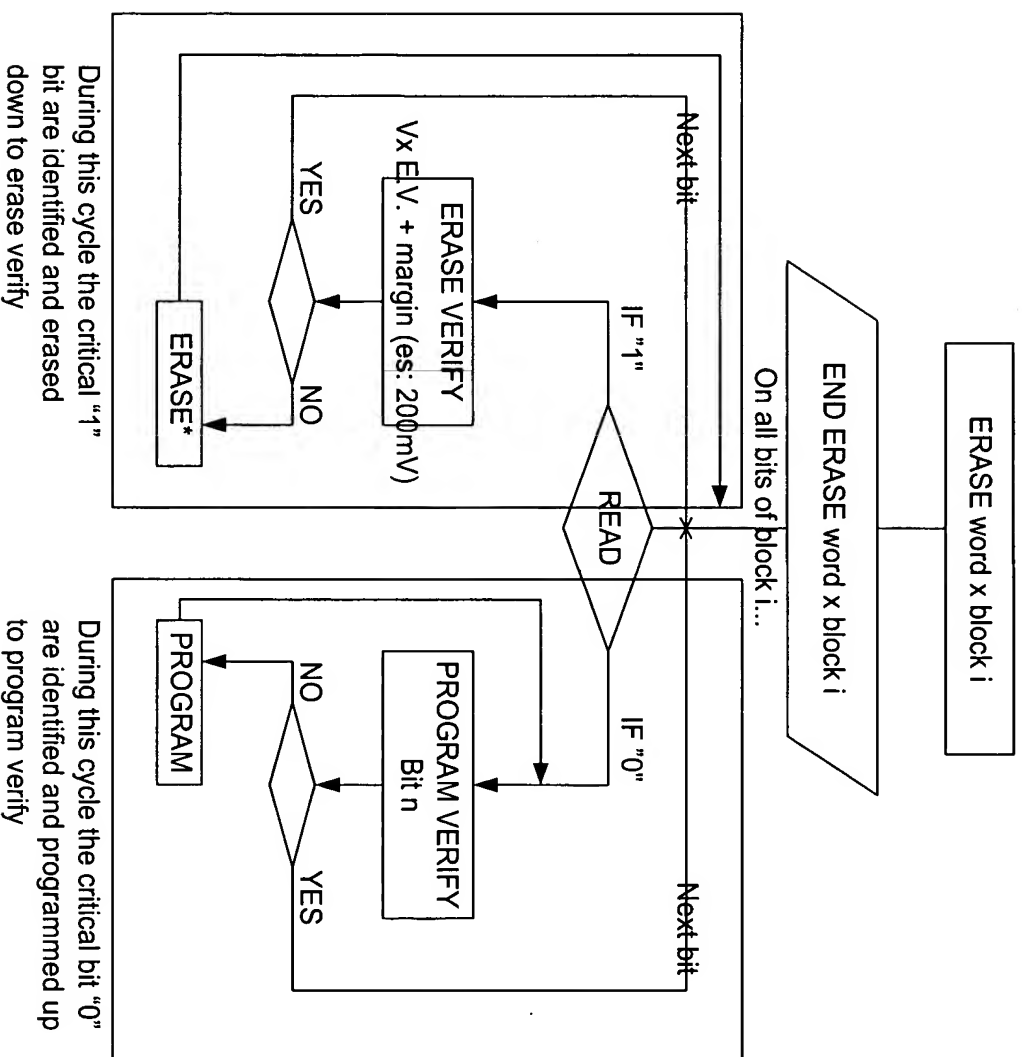 ERASE word x block i
END ERASE word x block i
On all bits of block i...
Next bit
Next bit
READ
IF "1"
IF "0"
ERASE VERIFY
Vx E.V. + margin (es: 200mV)
PROGRAM VERIFY
Bit n
YES
NO
NO
YES
ERASE*
PROGRAM
During this cycle the critical “1”
bit are identified and erased
down to erase verify
During this cycle the critical bit “0”
are identified and programmed up
to program verify